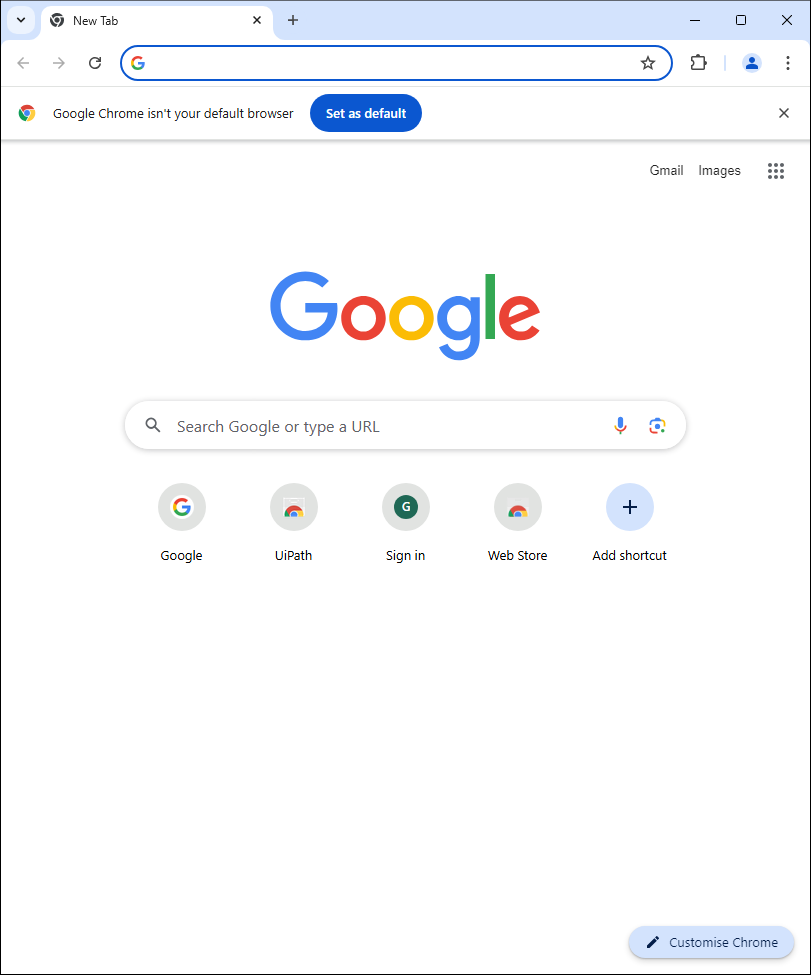 New Tab
Google Chrome isn't your default browser
Set as default
Gmail Images
Google
Search Google or type a URL
G
Google
UiPath
Sign in
Web Store
Add shortcut
Customise Chrome